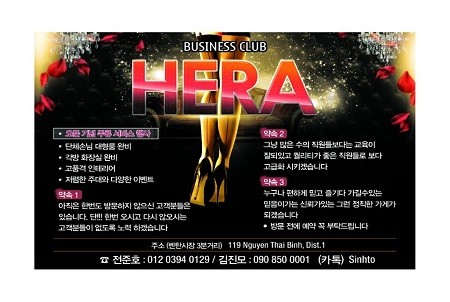 BUSINESS CLUB
HERA
• 오픈 기념 주류 서비스 행사
• 단체손님 대형룸 완비
• 각방 화장실 완비
• 고품격 인테리어
• 저렴한 주대와 다양한 이벤트
약속 1
아직은 한번도 방문하지 않으신 고객분들은
있습니다. 단!!! 한번 오시고 다시 않오시는
고객분들이 없도록 노력 하겠습니다
약속 2
그냥 많은 수의 직원들보다는 교육이
잘되있고 퀄리티가 좋은 직원들로 보다
고급화 시키겠습니다
약속 3
누구나 편하게 믿고 즐기다 가길수있는
믿음이가는 신뢰가있는 그런 정직한 가게가
되겠습니다
• 방문 전에 예약 꼭 부탁드립니다
주소 (벤탄시장 3분거리) 119 Nguyen Thai Binh, Dist.1
☎ 전준호 : 012 0394 0129 / 김진모 : 090 850 0001 (카톡) Sinhto